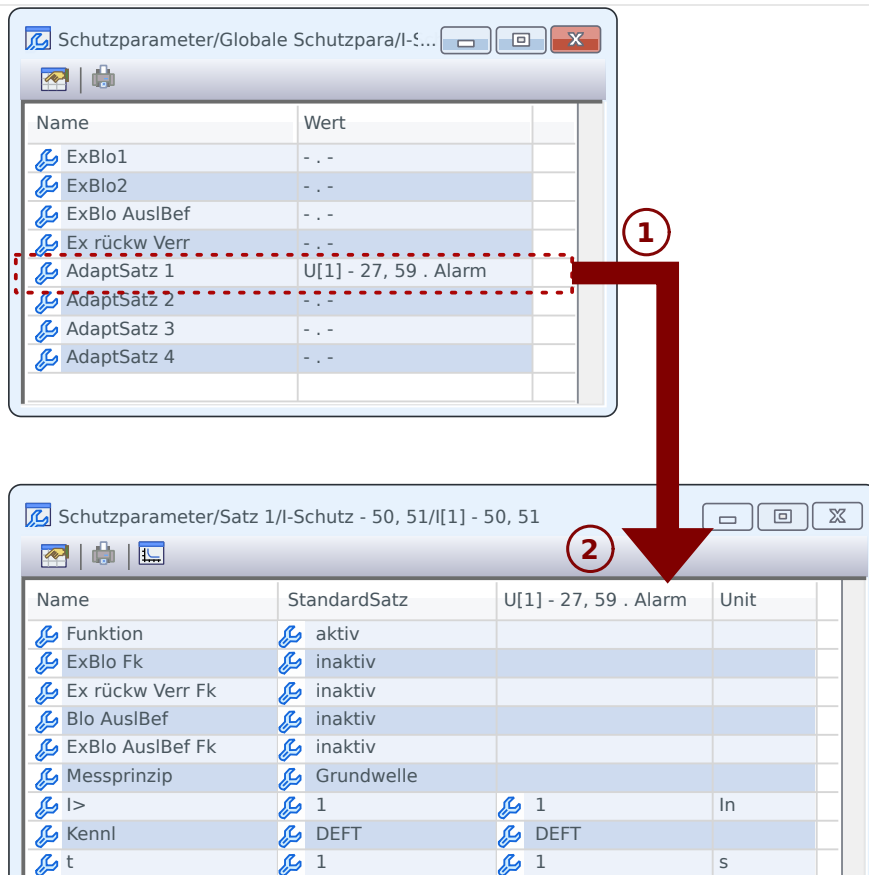 Schutzparameter/Globale Schutzpara/I-S...
Name Wert
ExBlo1 - . -
ExBlo2 - . -
ExBlo AuslBef - . -
Ex rückw Verr - . -
AdaptSatz 1 U[1] - 27, 59 . Alarm
AdaptSatz 2 - . -
AdaptSatz 3 - . -
AdaptSatz 4 - . -
1
Schutzparameter/Satz 1/I-Schutz - 50, 51/I[1] - 50, 51
2
Name StandardSatz U[1] - 27, 59 . Alarm Unit
Funktion aktiv
ExBlo Fk inaktiv
Ex rückw Verr Fk inaktiv
Blo AuslBef inaktiv
ExBlo AuslBef Fk inaktiv
Messprinzip Grundwelle
I> 1 1 In
Kennl DEFT DEFT
t 1 1 s